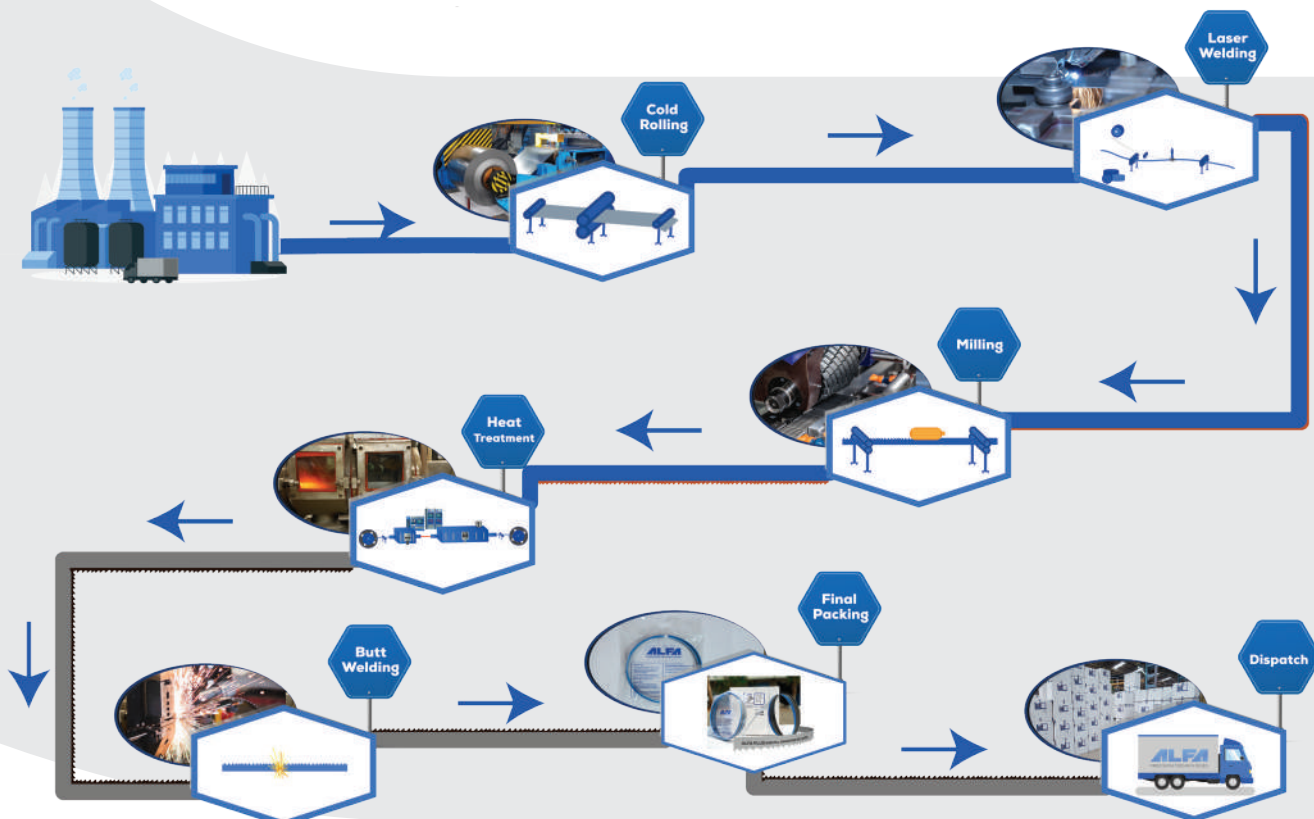 Laser
Welding
Cold
Rolling
Milling
Heat
Treatment
Final
Packing
ALFA
Butt
Welding
Dispatch
ALFA